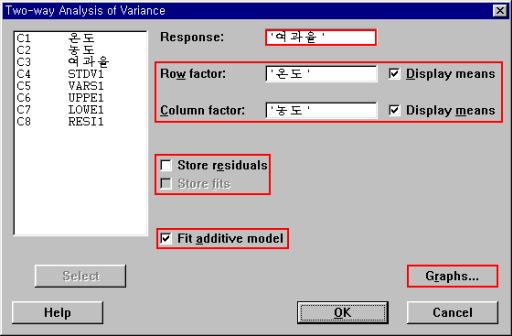 Two-way Analysis of Variance
C1 온도
C2 농도
C3 여과율
C4 STDV1
C5 VARS1
C6 UPPE1
C7 LOWE1
C8 RESI1
Response: '여과율'
Row factor: '온도' Display means
Column factor: '농도' Display means
Store residuals
Store fits
Fit additive model
Select
Graphs...
Help
OK
Cancel